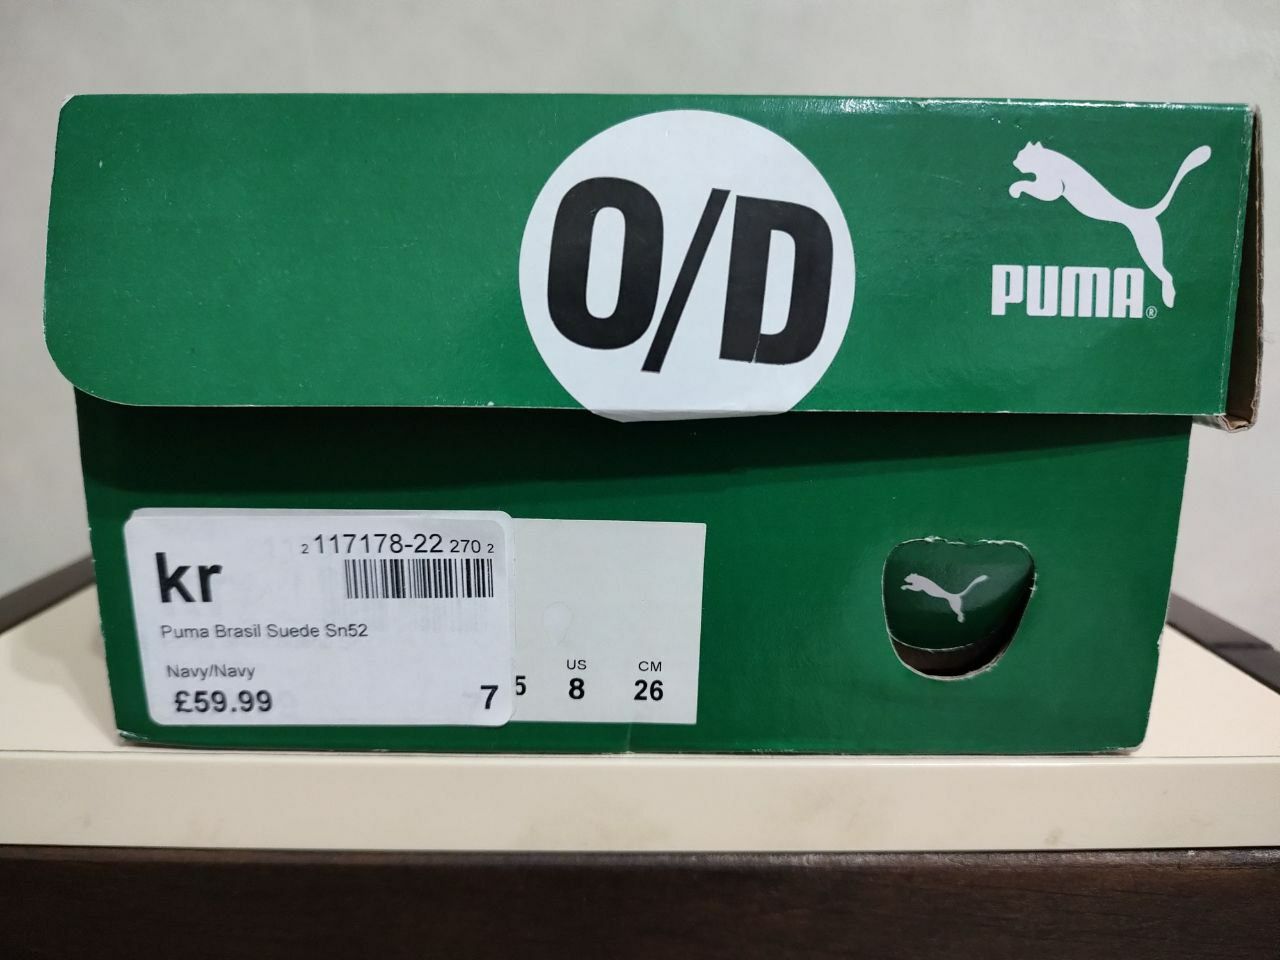 O/D
PUMA®
2 117178-22 270 2
kr
Puma Brasil Suede Sn52
Navy/Navy
£59.99 7
5 US 8 CM 26